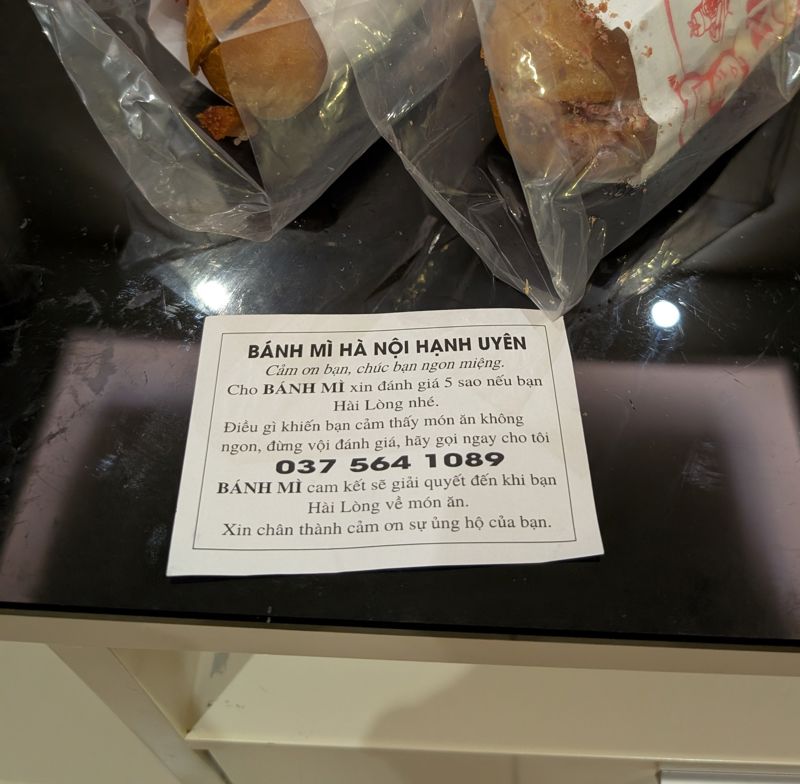 BÁNH MÌ HÀ NỘI HẠNH UYÊN
Cảm ơn bạn, chúc bạn ngon miệng.
Cho BÁNH MÌ xin đánh giá 5 sao nếu bạn
Hài Lòng nhé.
Điều gì khiến bạn cảm thấy món ăn không
ngon, đừng vội đánh giá, hãy gọi ngay cho tôi
037 564 1089
BÁNH MÌ cam kết sẽ giải quyết đến khi bạn
Hài Lòng về món ăn.
Xin chân thành cảm ơn sự ủng hộ của bạn.